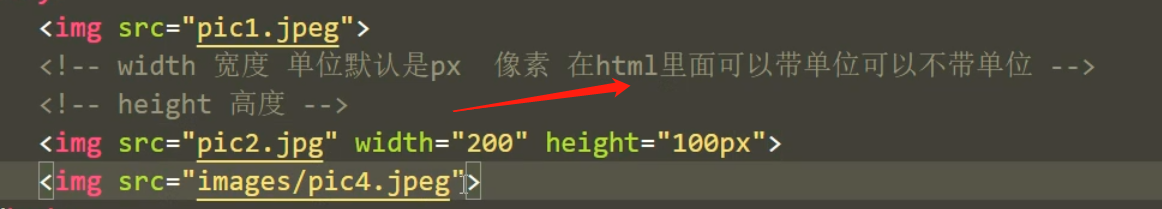 <img src="pic1.jpeg">
<!-- width 宽度 单位默认是px  像素 在html里面可以带单位可以不带单位 -->
<!-- height 高度 -->
<img src="pic2.jpg" width="200" height="100px">
<img src="images/pic4.jpeg">